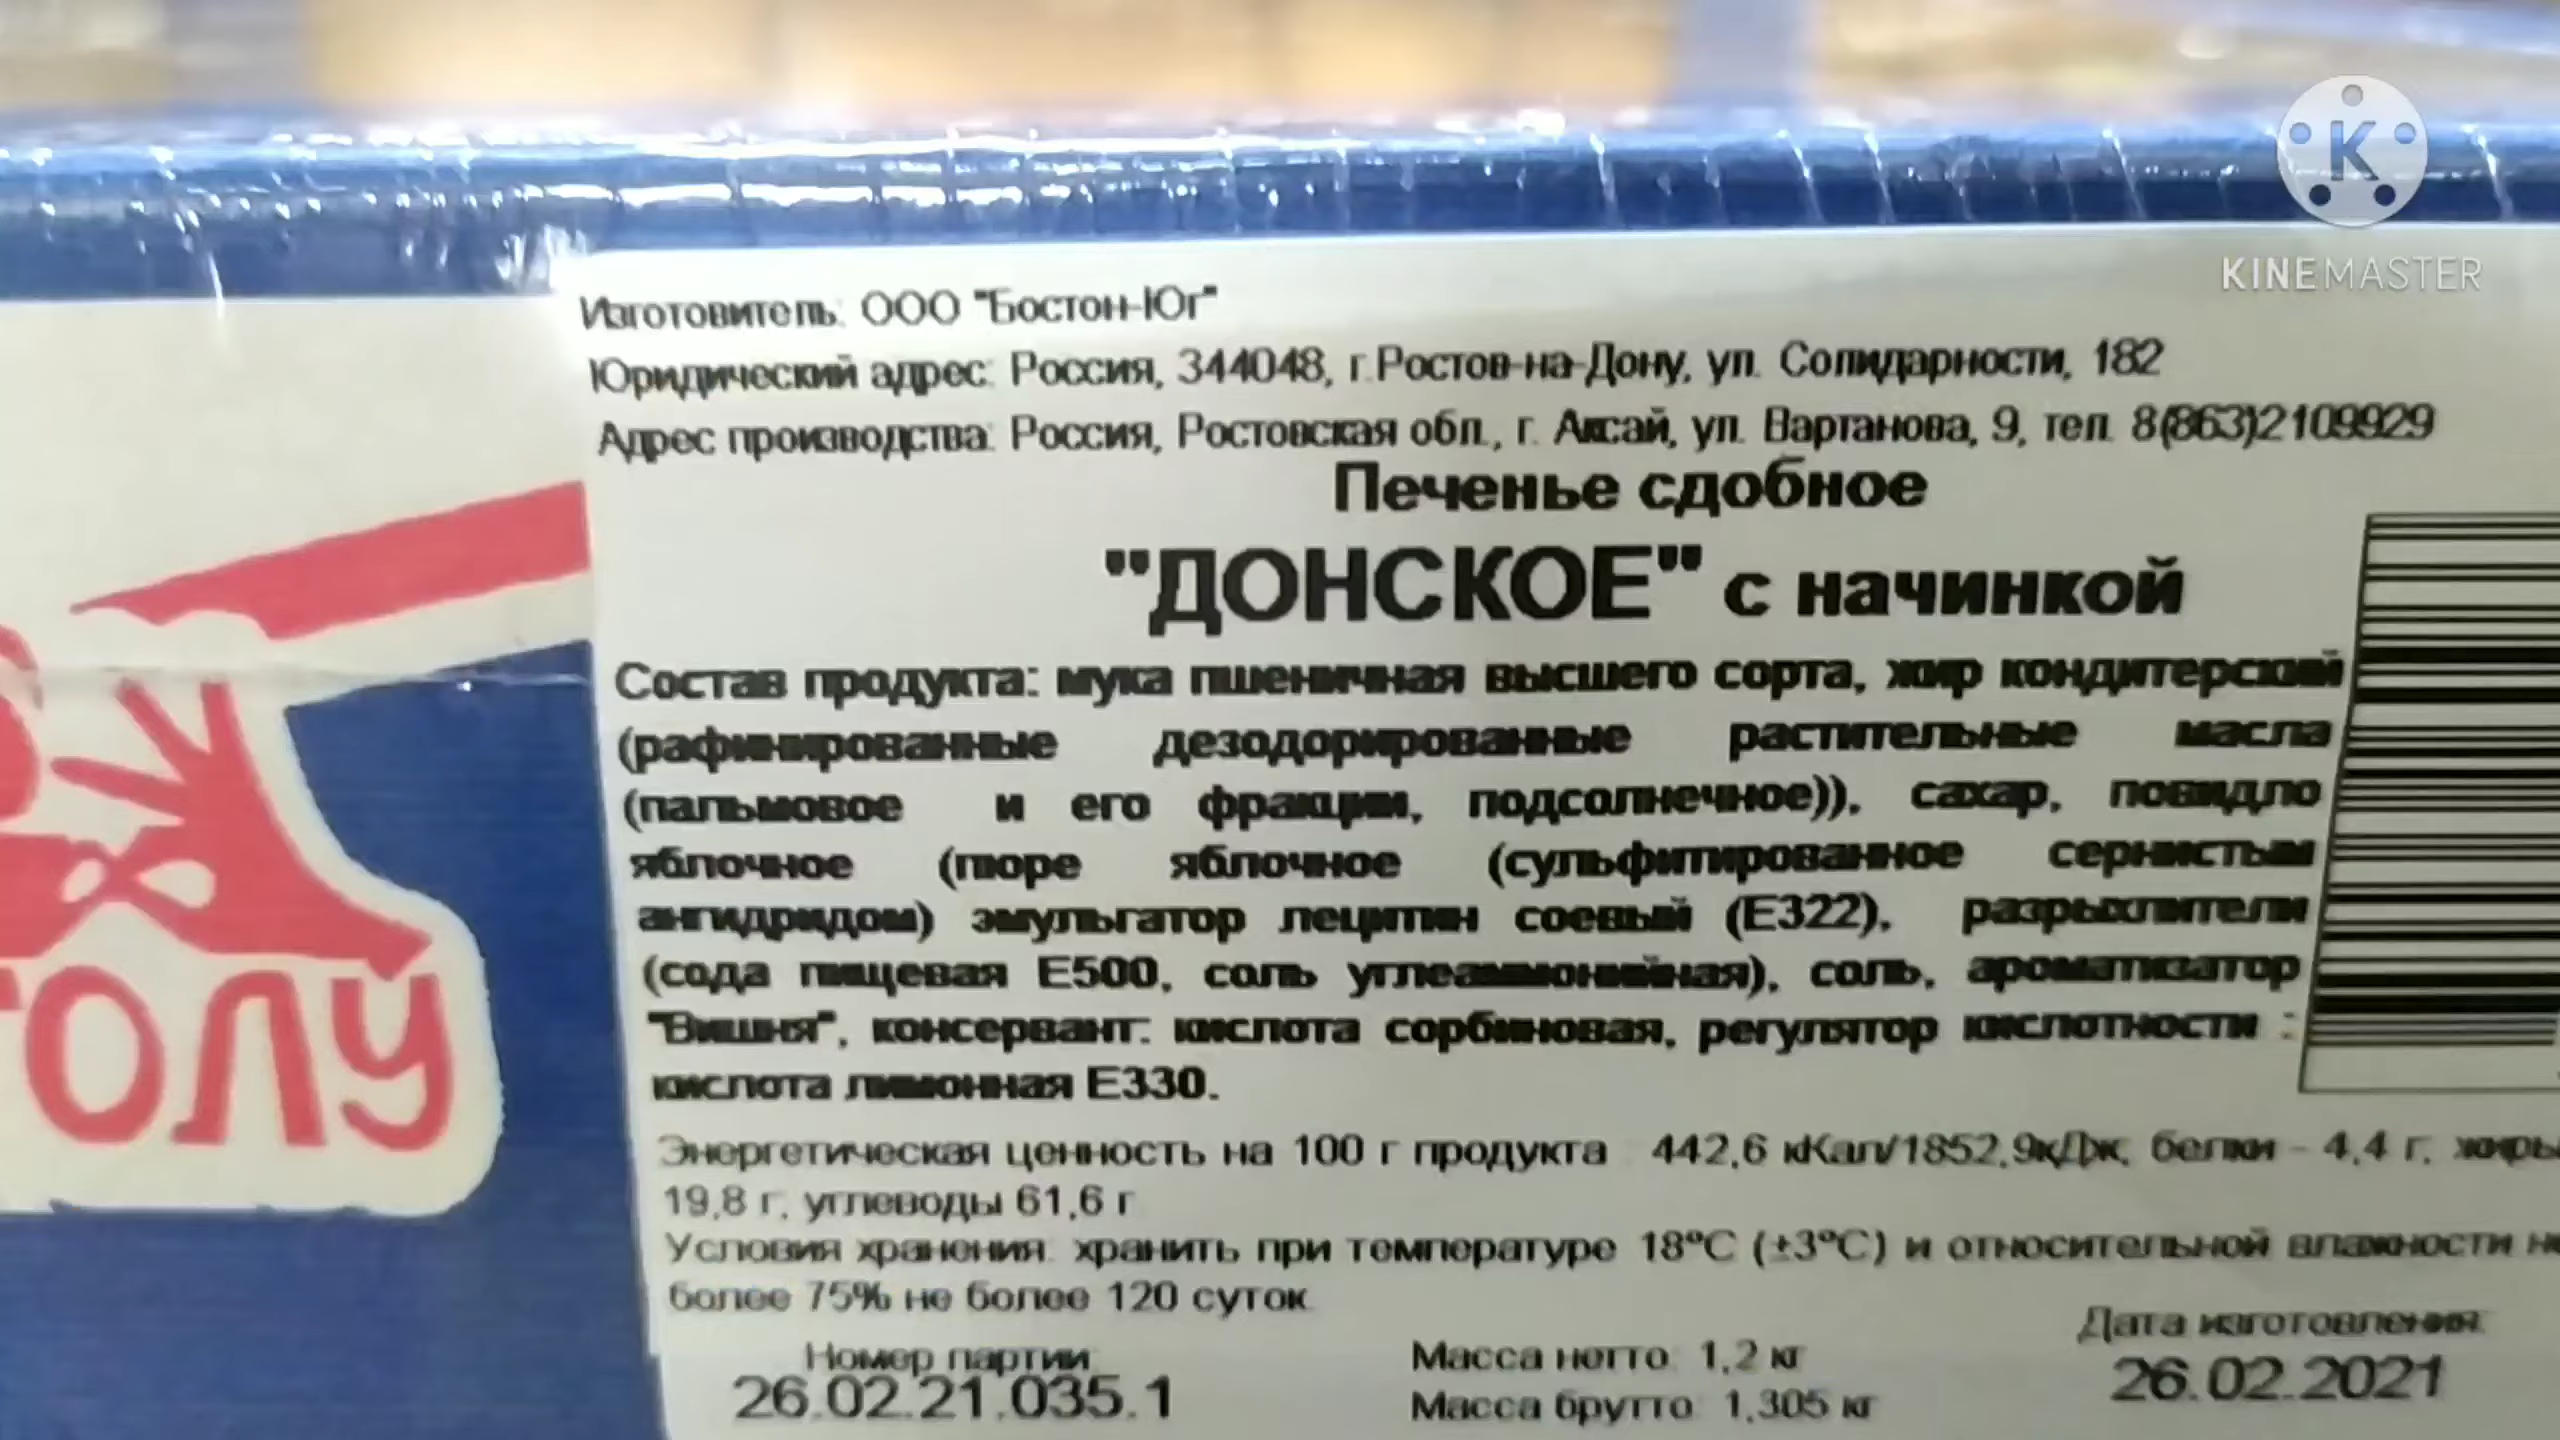 KINEMASTER
Изготовитель: ООО "Бостон-Юг"
Юридический адрес: Россия, 344048, г.Ростов-на-Дону, ул. Солидарности, 182
Адрес производства: Россия, Ростовская обл., г. Аксай, ул. Вартанова, 9, тел. 8(863)2109929
Печенье сдобное
"ДОНСКОЕ" с начинкой
Состав продукта: мука пшеничная высшего сорта, жир кондитерский
(рафинированные дезодорированные растительные масла
(пальмовое и его фракции, подсолнечное)), сахар, повидло
яблочное (пюре яблочное (сульфитированное сернистым
ангидридом) эмульгатор лецитин соевый (Е322), разрыхлители
(сода пищевая Е500, соль углеаммонийная), соль, ароматизатор
"Вишня", консервант: кислота сорбиновая, регулятор кислотности :
кислота лимонная Е330.
Энергетическая ценность на 100 г продукта 442,6 кКал/1852,9кДж, белки - 4,4 г, жиры
19,8 г, углеводы 61,6 г
Условия хранения: хранить при температуре 18°С (±3°С) и относительной влажности не
более 75% не более 120 суток
Номер партии
26.02.21.035.1
Масса нетто: 1,2 кг
Масса брутто: 1,305 кг
Дата изготовления:
26.02.2021
толу